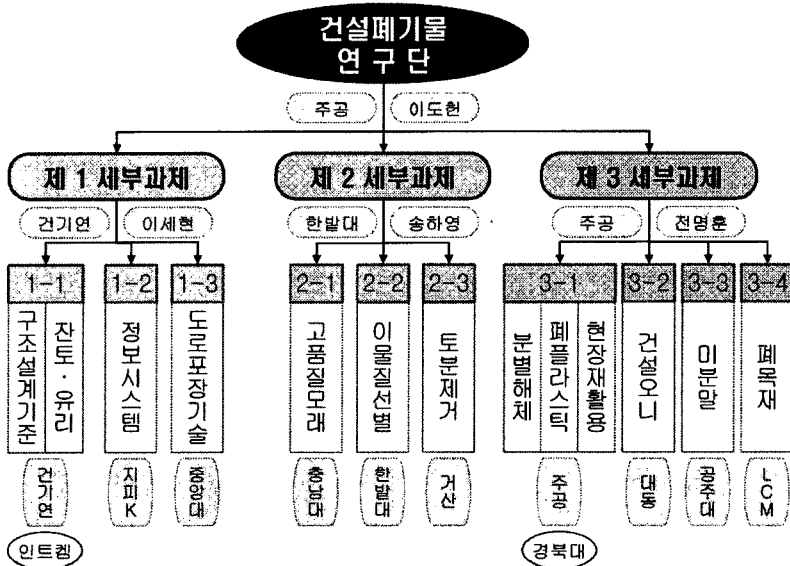 건설폐기물
연 구 단
주공 이도헌
제 1 세부과제 제 2 세부과제 제 3 세부과제
건기연 이세현 한밭대 송하영 주공 전명훈
1-1 1-2 1-3 2-1 2-2 2-3 3-1 3-2 3-3 3-4
구조설계기준
잔토·유리
정보시스템
도로포장기술
고품질모래
이물질선별
토분제거
분별해체
폐플라스틱
현장재활용
건설오니
미분말
폐목재
건기연
지피K
중앙대
충남대
한밭대
거산
주공
대동
공주대
LCM
인트켐
경북대